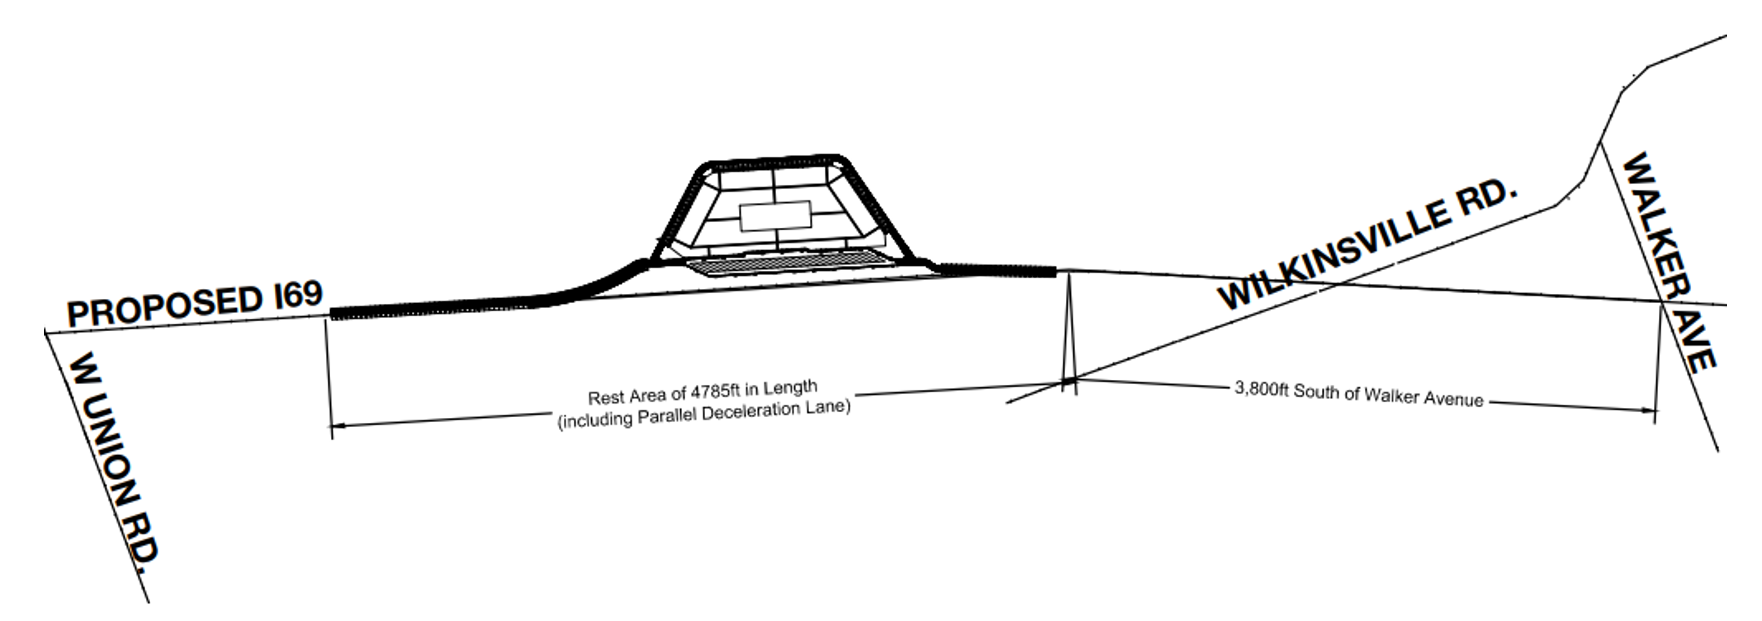 PROPOSED I69
W UNION RD.
Rest Area of 4785ft in Length
(including Parallel Deceleration Lane)
WILKINSVILLE RD.
3,800ft South of Walker Avenue
WALKER AVE